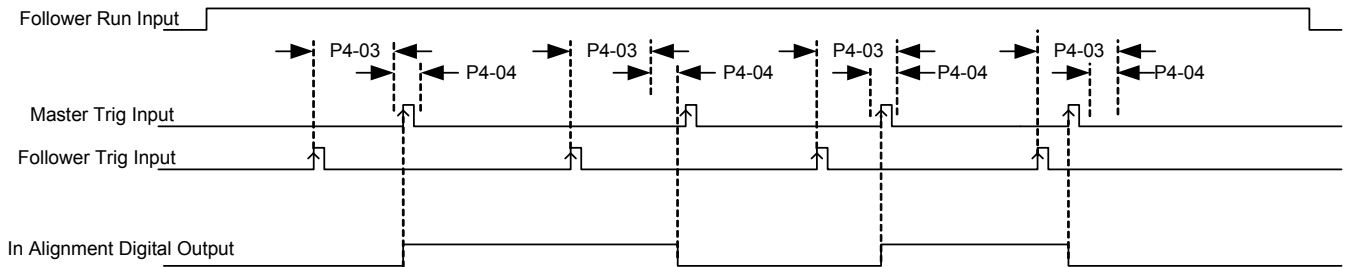 Follower Run Input
P4-03 P4-03 P4-03 P4-03
P4-04 P4-04 P4-04 P4-04
Master Trig Input
Follower Trig Input
In Alignment Digital Output